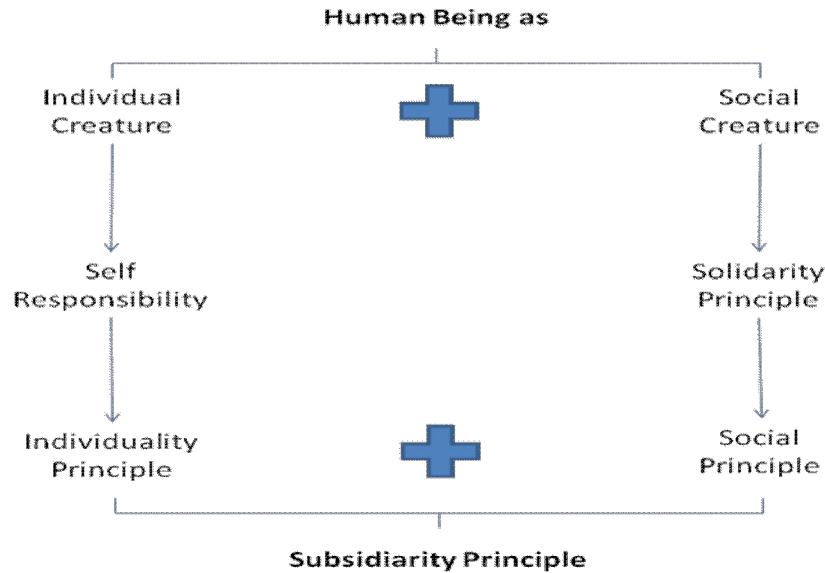 Human Being as
Individual
Creature
Social
Creature
Self
Responsibility
Solidarity
Principle
Individuality
Principle
Social
Principle
Subsidiarity Principle